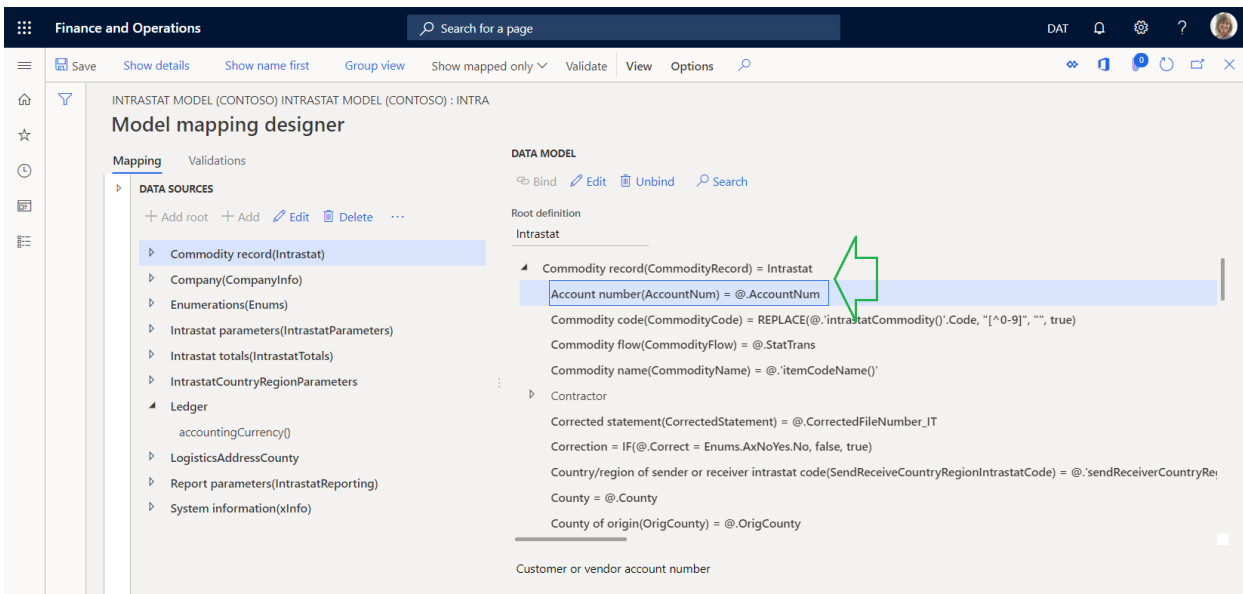 Finance and Operations
Search for a page
DAT
Save
Show details
Show name first
Group view
Show mapped only
Validate
View
Options
0
INTRASTAT MODEL (CONTOSO) INTRASTAT MODEL (CONTOSO) : INTRA
Model mapping designer
Mapping
Validations
DATA SOURCES
Add root
Add
Edit
Delete
...
Commodity record(Intrastat)
Company(CompanyInfo)
Enumerations(Enums)
Intrastat parameters(IntrastatParameters)
Intrastat totals(IntrastatTotals)
IntrastatCountryRegionParameters
Ledger
accountingCurrency()
LogisticsAddressCounty
Report parameters(IntrastatReporting)
System information(xInfo)
DATA MODEL
Bind
Edit
Unbind
Search
Root definition
Intrastat
Commodity record(CommodityRecord) = Intrastat
Account number(AccountNum) = @.AccountNum
Commodity code(CommodityCode) = REPLACE(@.'intrastatCommodity()'.Code, "[^0-9]", "", true)
Commodity flow(CommodityFlow) = @.StatTrans
Commodity name(CommodityName) = @.'itemCodeName()'
Contractor
Corrected statement(CorrectedStatement) = @.CorrectedFileNumber_IT
Correction = IF(@.Correct = Enums.AxNoYes.No, false, true)
Country/region of sender or receiver intrastat code(SendReceiveCountryRegionIntrastatCode) = @.'sendReceiverCountryReg
County = @.County
County of origin(OrigCounty) = @.OrigCounty
Customer or vendor account number